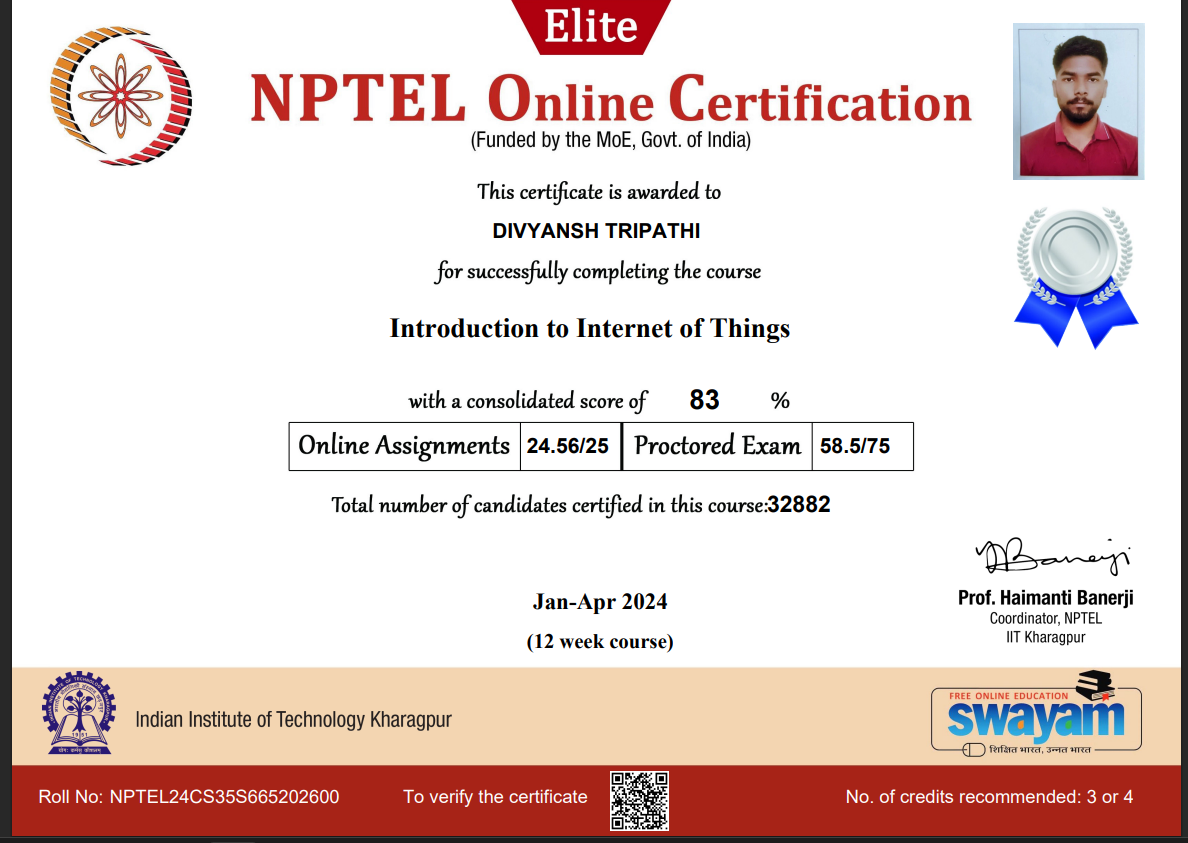 Elite
NPTEL Online Certification
(Funded by the MoE, Govt. of India)
This certificate is awarded to
DIVYANSH TRIPATHI
for successfully completing the course
Introduction to Internet of Things
with a consolidated score of 83 %
Online Assignments 24.56/25 Proctored Exam 58.5/75
Total number of candidates certified in this course:32882
Jan-Apr 2024
(12 week course)
Prof. Haimanti Banerji
Coordinator, NPTEL
IIT Kharagpur
1951
योगः कर्मसु कौशलम्
Indian Institute of Technology Kharagpur
FREE ONLINE EDUCATION
swayam
शिक्षित भारत, उन्नत भारत
Roll No: NPTEL24CS35S665202600 To verify the certificate No. of credits recommended: 3 or 4